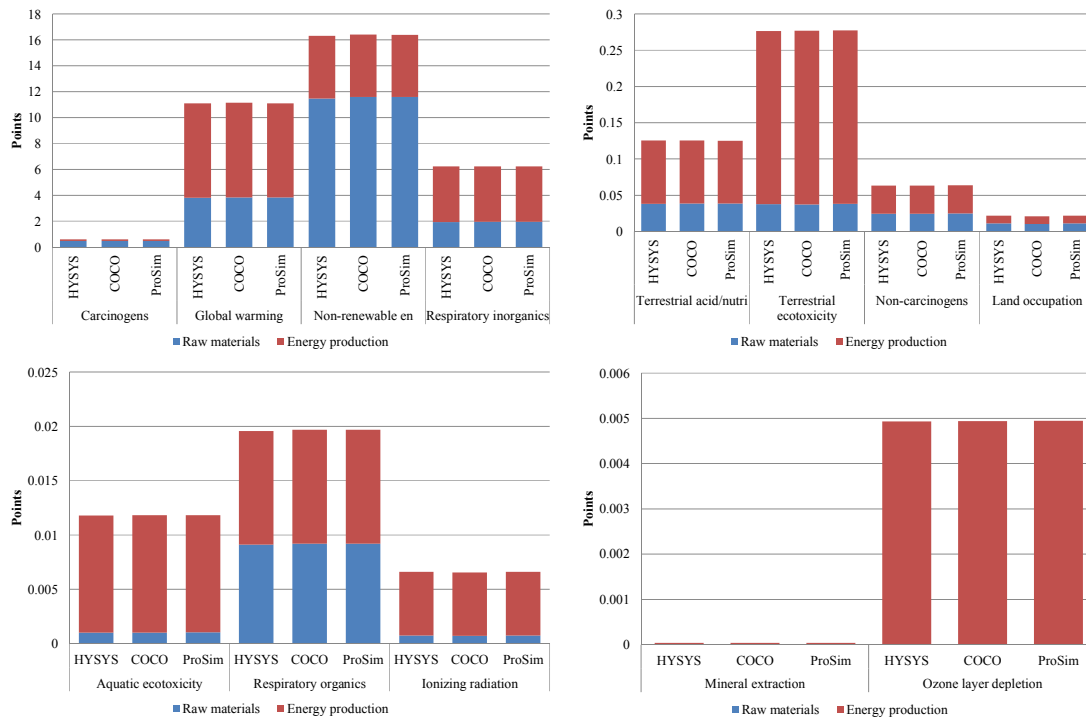 18
16
14
12
10
8
6
4
2
0
Points
HYSYS COCO ProSim HYSYS COCO ProSim HYSYS COCO ProSim HYSYS COCO ProSim
Carcinogens Global warming Non-renewable en Respiratory inorganics
Raw materials Energy production
0.3
0.25
0.2
0.15
0.1
0.05
0
Points
HYSYS COCO ProSim HYSYS COCO ProSim HYSYS COCO ProSim HYSYS COCO ProSim
Terrestrial acid/nutri Terrestrial Non-carcinogens Land occupation
ecotoxicity
Raw materials Energy production
0.025
0.02
0.015
0.01
0.005
0
Points
HYSYS COCO ProSim HYSYS COCO ProSim HYSYS COCO ProSim
Aquatic ecotoxicity Respiratory organics Ionizing radiation
Raw materials Energy production
0.006
0.005
0.004
0.003
0.002
0.001
0
Points
HYSYS COCO ProSim HYSYS COCO ProSim
Mineral extraction Ozone layer depletion
Raw materials Energy production